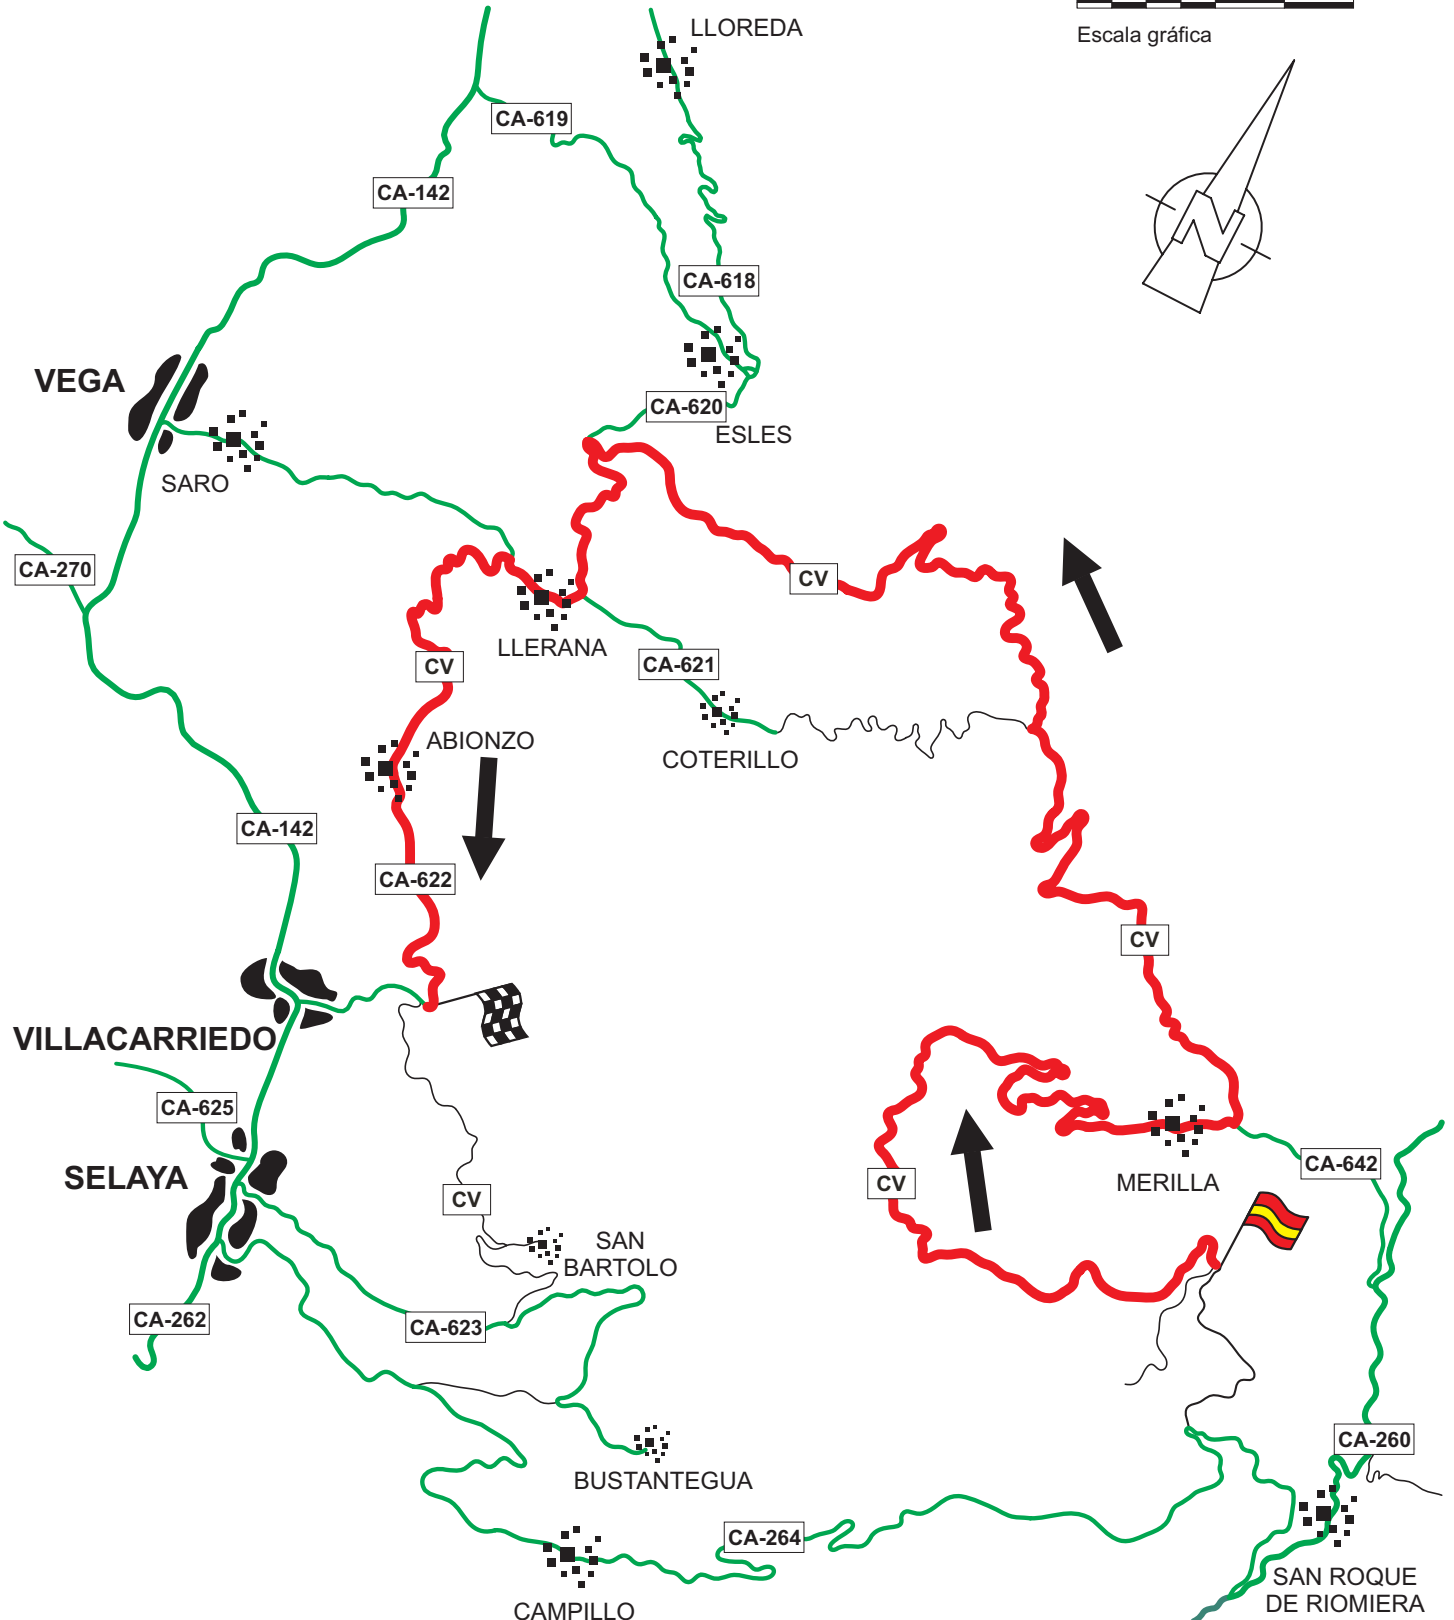 LLOREDA
Escala gráfica
CA-619
CA-142
N
CA-618
VEGA
CA-620
ESLES
SARO
CA-270
CV
LLERANA
CV
CA-621
ABIONZO
COTERILLO
CA-142
CA-622
CV
VILLACARRIEDO
CA-625
SELAYA
CV
CV
MERILLA
CA-642
SAN
BARTOLO
CA-262
CA-623
CA-260
BUSTANTEGUA
CA-264
CAMPILLO
SAN ROQUE
DE RIOMIERA